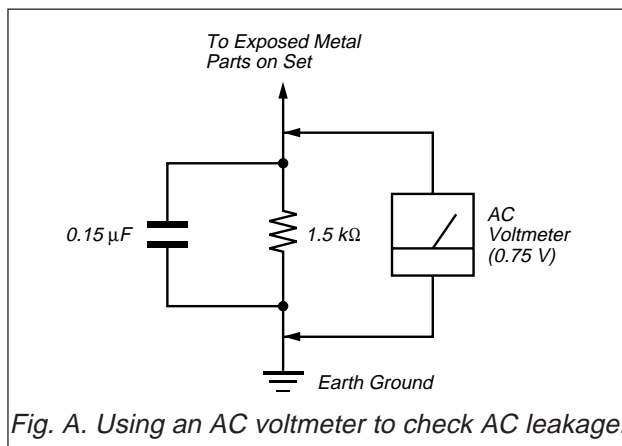 To Exposed Metal
Parts on Set
0.15 µF
1.5 kΩ
AC
Voltmeter
(0.75 V)
Earth Ground
Fig. A. Using an AC voltmeter to check AC leakage.